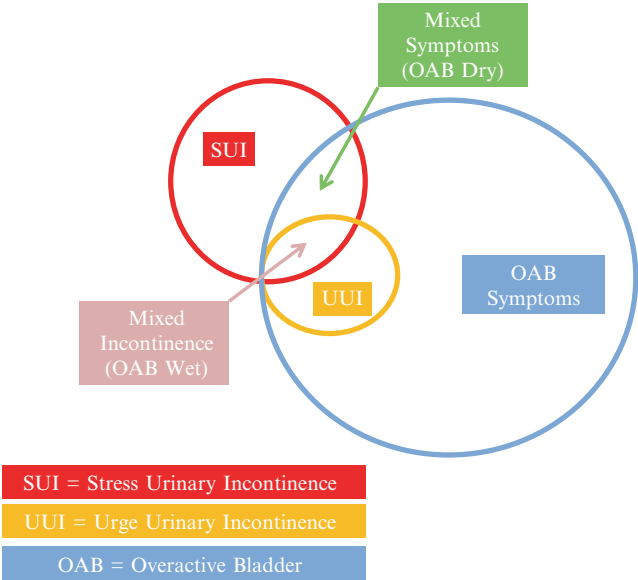 Mixed
Symptoms
(OAB Dry)
SUI
OAB
Symptoms
UUI
Mixed
Incontinence
(OAB Wet)
SUI = Stress Urinary Incontinence
UUI = Urge Urinary Incontinence
OAB = Overactive Bladder